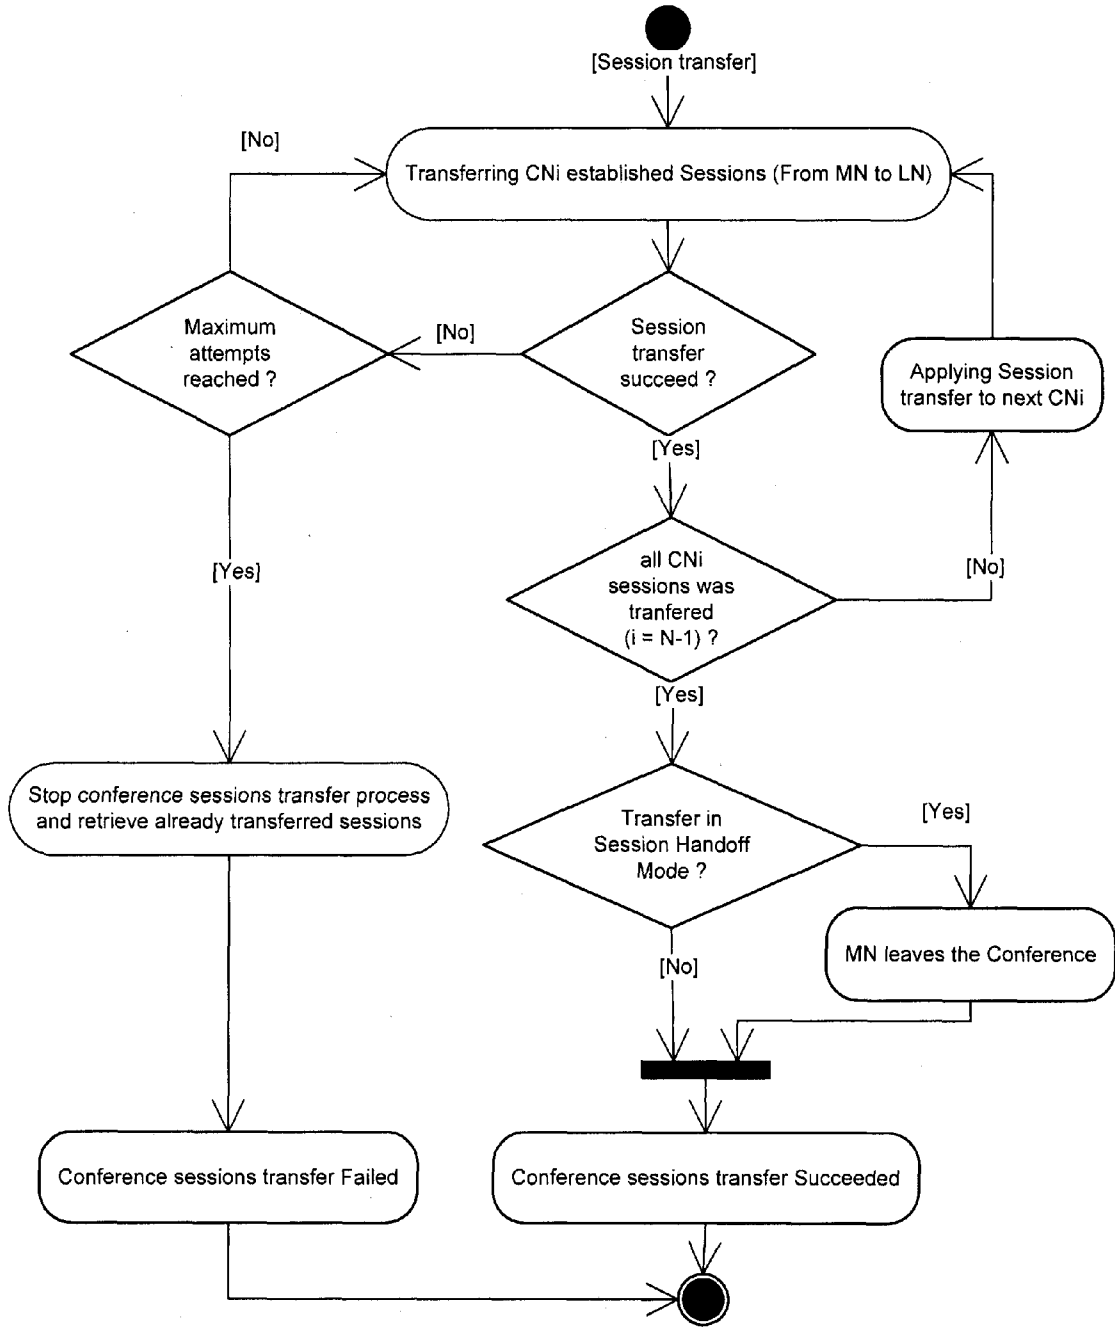 [Session transfer]
[No]
Transferring CNi established Sessions (From MN to LN)
Maximum
attempts
reached ?
[No]
Session
transfer
succeed ?
Applying Session
transfer to next CNi
[Yes]
[Yes]
all CNi
sessions was
tranfered
(i = N-1) ?
[No]
[Yes]
Stop conference sessions transfer process
and retrieve already transferred sessions
Transfer in
Session Handoff
Mode ?
[Yes]
MN leaves the Conference
[No]
Conference sessions transfer Failed
Conference sessions transfer Succeeded